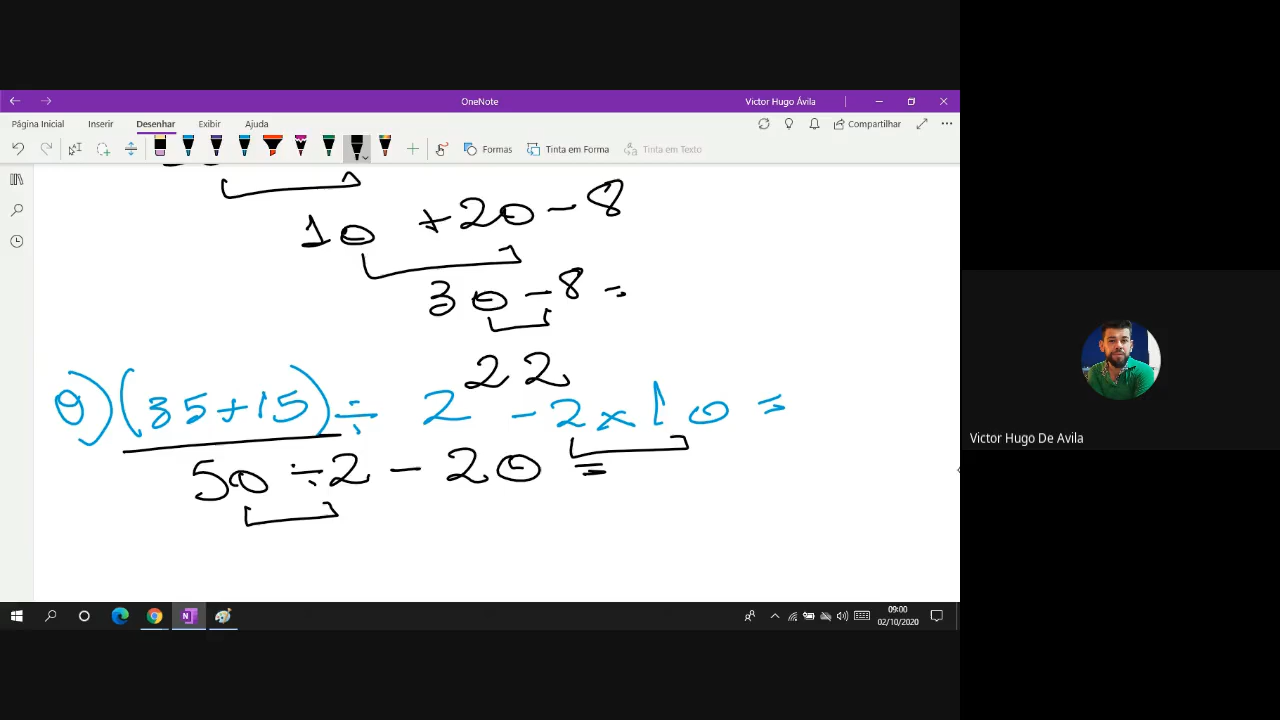 OneNote
Victor Hugo Ávila
Página Inicial Inserir Desenhar Exibir Ajuda
Compartilhar
Formas Tinta em Forma Tinta em Texto
10 + 20 - 8
30 - 8 =
22
θ) (35+15) ÷ 2 - 2 x 10 =
50 ÷ 2 - 20 =
Victor Hugo De Avila
09:00
02/10/2020